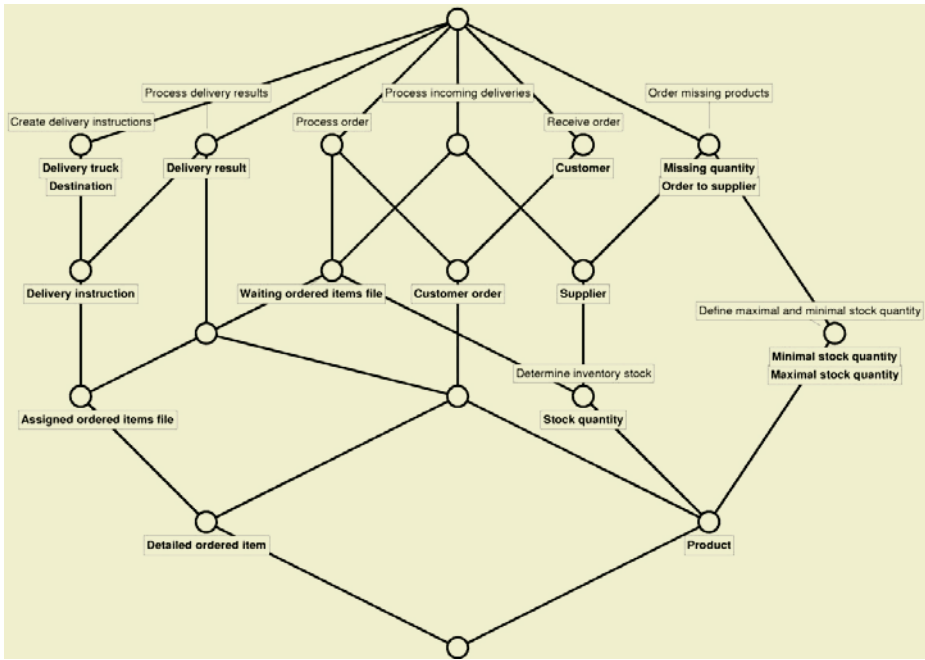 Process delivery results
Process incoming deliveries
Order missing products
Create delivery instructions
Process order
Receive order
Delivery truck
Destination
Delivery result
Customer
Missing quantity
Order to supplier
Delivery instruction
Waiting ordered items file
Customer order
Supplier
Define maximal and minimal stock quantity
Minimal stock quantity
Maximal stock quantity
Determine inventory stock
Assigned ordered items file
Stock quantity
Detailed ordered item
Product